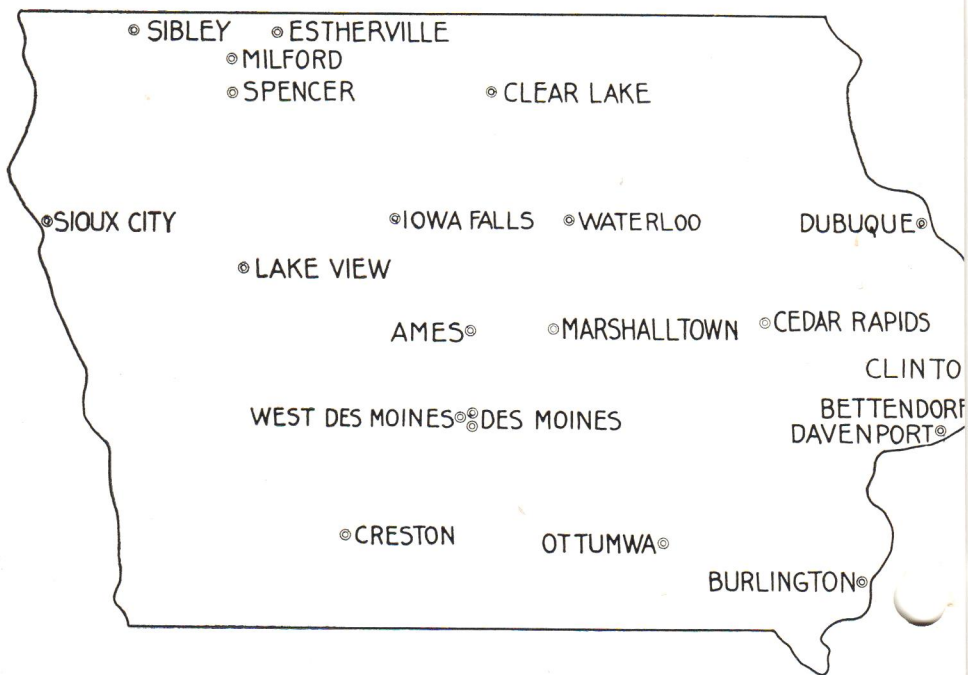 SIBLEY
ESTHERVILLE
MILFORD
SPENCER
CLEAR LAKE
SIOUX CITY
IOWA FALLS
WATERLOO
DUBUQUE
LAKE VIEW
AMES
MARSHALLTOWN
CEDAR RAPIDS
CLINTO
WEST DES MOINES
DES MOINES
BETTENDORF
DAVENPORT
CRESTON
OTTUMWA
BURLINGTON